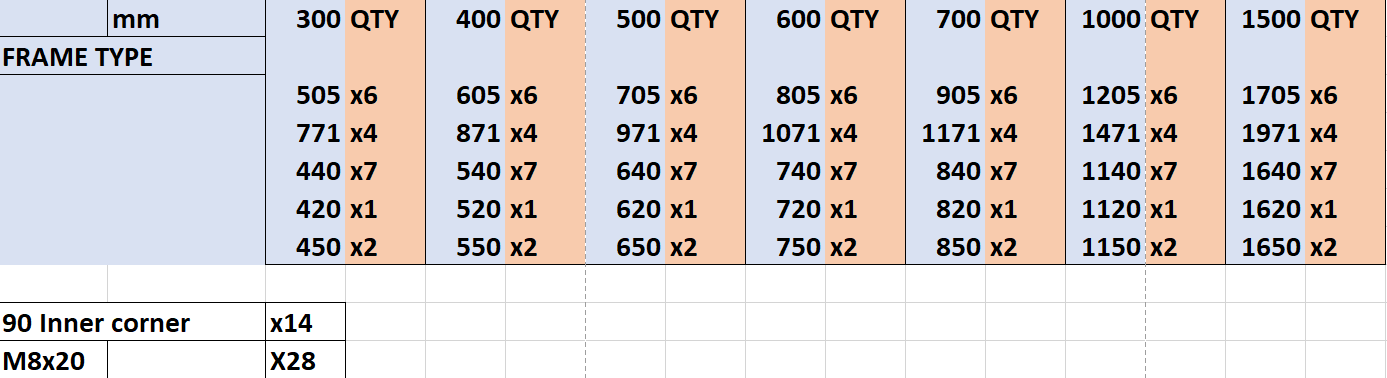 mm 300 QTY 400 QTY 500 QTY 600 QTY 700 QTY 1000 QTY 1500 QTY
FRAME TYPE
505 x6 605 x6 705 x6 805 x6 905 x6 1205 x6 1705 x6
771 x4 871 x4 971 x4 1071 x4 1171 x4 1471 x4 1971 x4
440 x7 540 x7 640 x7 740 x7 840 x7 1140 x7 1640 x7
420 x1 520 x1 620 x1 720 x1 820 x1 1120 x1 1620 x1
450 x2 550 x2 650 x2 750 x2 850 x2 1150 x2 1650 x2
90 Inner corner x14
M8x20 X28